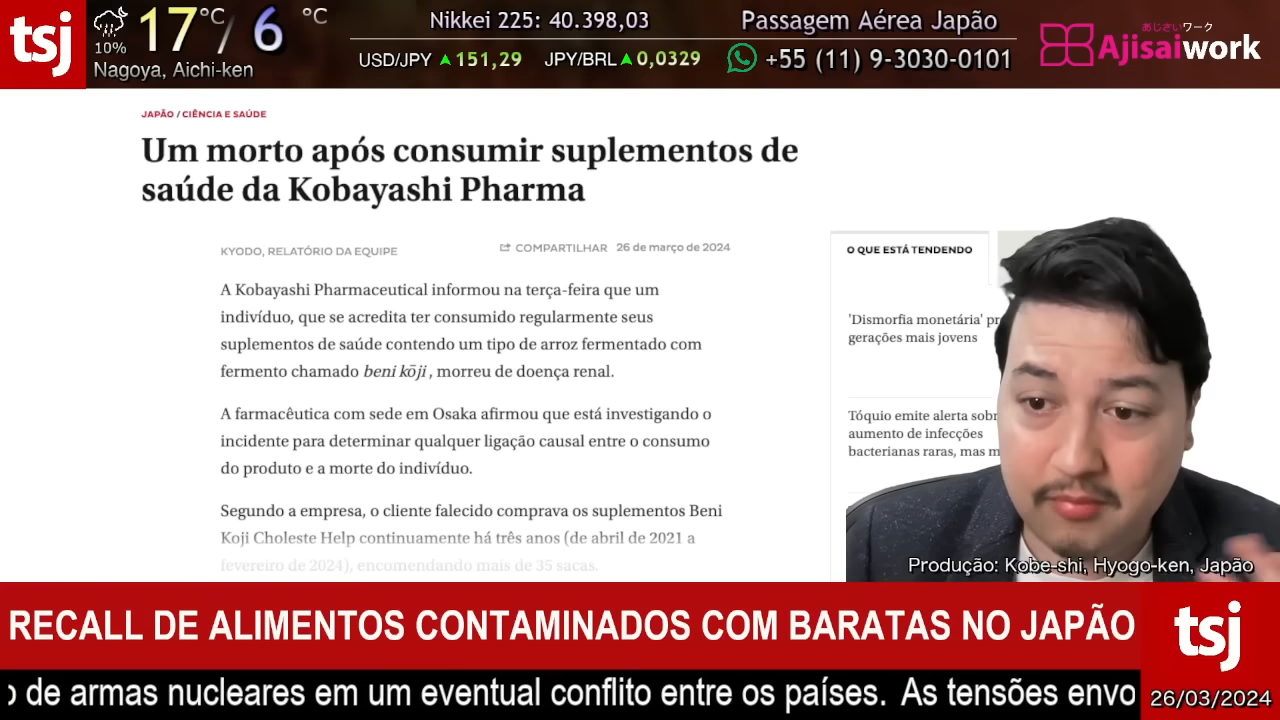 tsj
10%
17°C / 6 °C
Nagoya, Aichi-ken
Nikkei 225: 40.398,03
USD/JPY ▲ 151,29 JPY/BRL ▲ 0,0329
Passagem Aérea Japão
+55 (11) 9-3030-0101
あじさいワーク
Ajisaiwork
JAPÃO / CIÊNCIA E SAÚDE
Um morto após consumir suplementos de
saúde da Kobayashi Pharma
KYODO, RELATÓRIO DA EQUIPE
COMPARTILHAR 26 de março de 2024
A Kobayashi Pharmaceutical informou na terça-feira que um
indivíduo, que se acredita ter consumido regularmente seus
suplementos de saúde contendo um tipo de arroz fermentado com
fermento chamado beni kōji , morreu de doença renal.
A farmacêutica com sede em Osaka afirmou que está investigando o
incidente para determinar qualquer ligação causal entre o consumo
do produto e a morte do indivíduo.
Segundo a empresa, o cliente falecido comprava os suplementos Beni
Koji Choleste Help continuamente há três anos (de abril de 2021 a
fevereiro de 2024), encomendando mais de 35 sacas.
O QUE ESTÁ TENDENDO
'Dismorfia monetária' pr
gerações mais jovens
Tóquio emite alerta sobr
aumento de infecções
bacterianas raras, mas m
Produção: Kobe-shi, Hyogo-ken, Japão
RECALL DE ALIMENTOS CONTAMINADOS COM BARATAS NO JAPÃO
tsj
o de armas nucleares em um eventual conflito entre os países. As tensões envo
26/03/2024